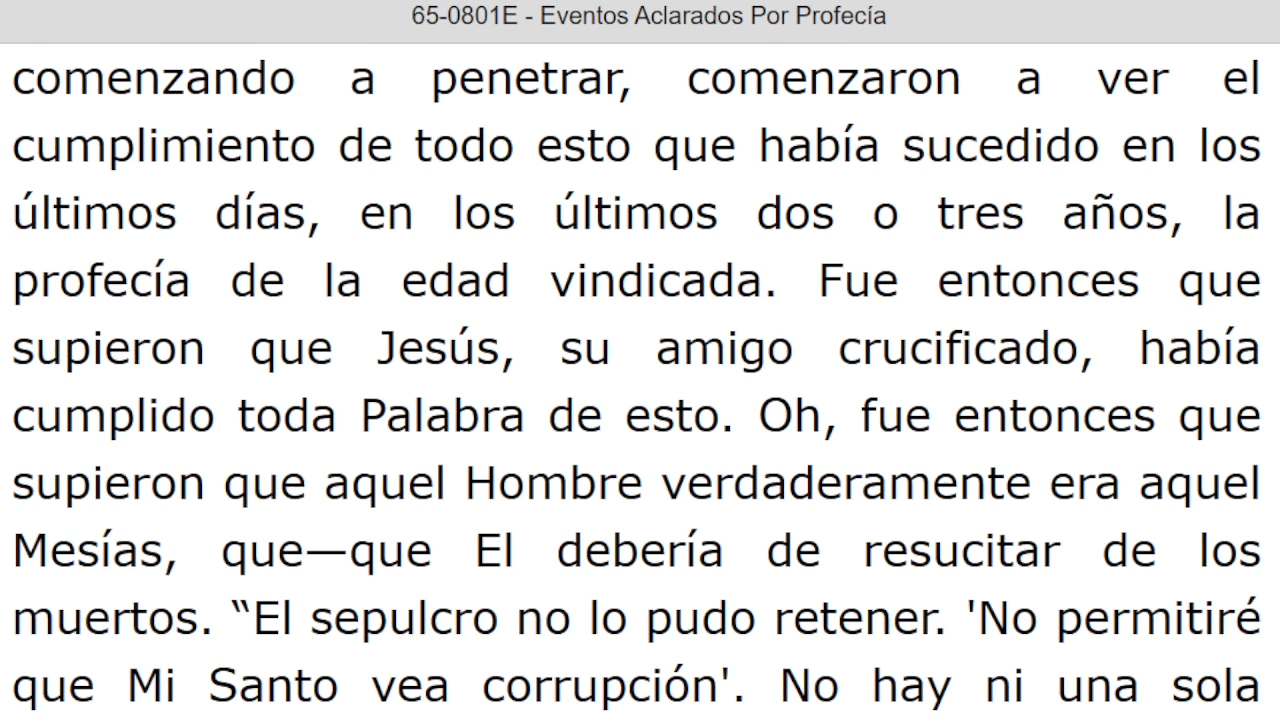 65-0801E - Eventos Aclarados Por Profecía
comenzando a penetrar, comenzaron a ver el
cumplimiento de todo esto que había sucedido en los
últimos días, en los últimos dos o tres años, la
profecía de la edad vindicada. Fue entonces que
supieron que Jesús, su amigo crucificado, había
cumplido toda Palabra de esto. Oh, fue entonces que
supieron que aquel Hombre verdaderamente era aquel
Mesías, que—que El debería de resucitar de los
muertos. “El sepulcro no lo pudo retener. 'No permitiré
que Mi Santo vea corrupción'. No hay ni una sola